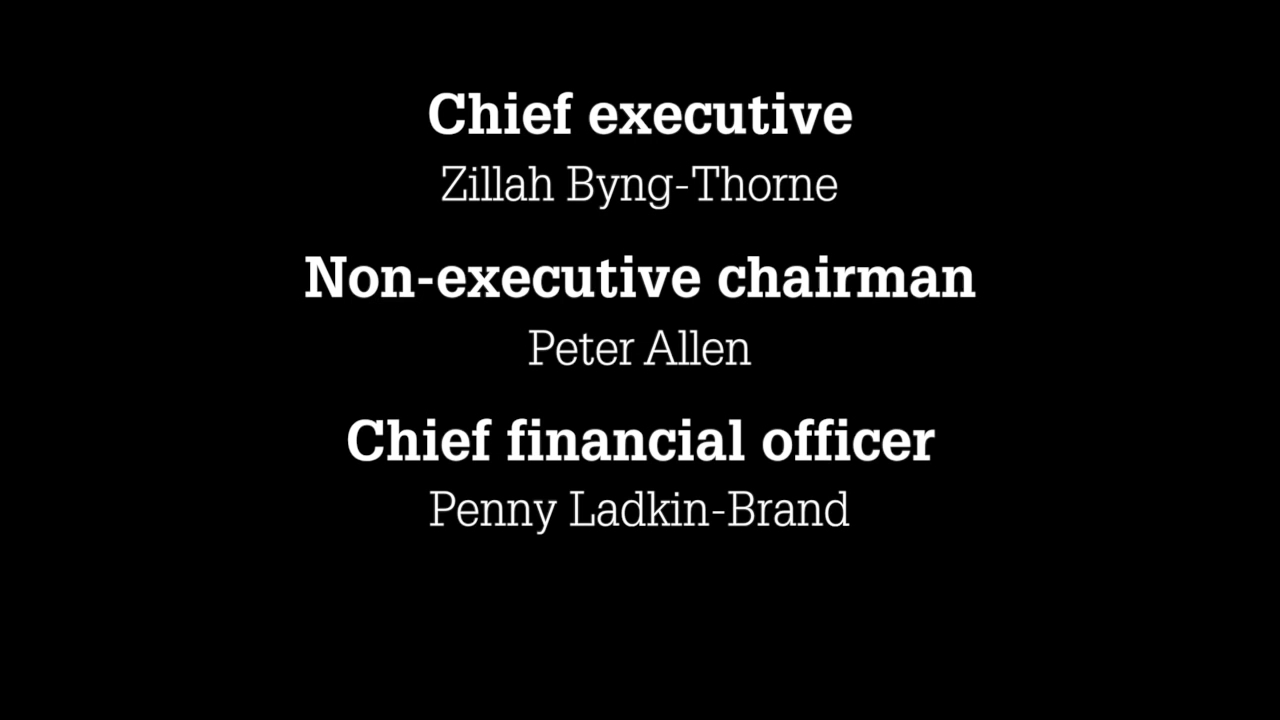 Chief executive
Zillah Byng-Thorne
Non-executive chairman
Peter Allen
Chief financial officer
Penny Ladkin-Brand